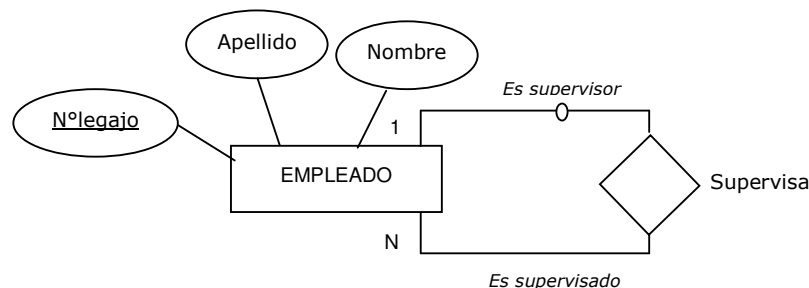 Apellido
Nombre
Es supervisor
N°legajo
1
EMPLEADO
Supervisa
N
Es supervisado